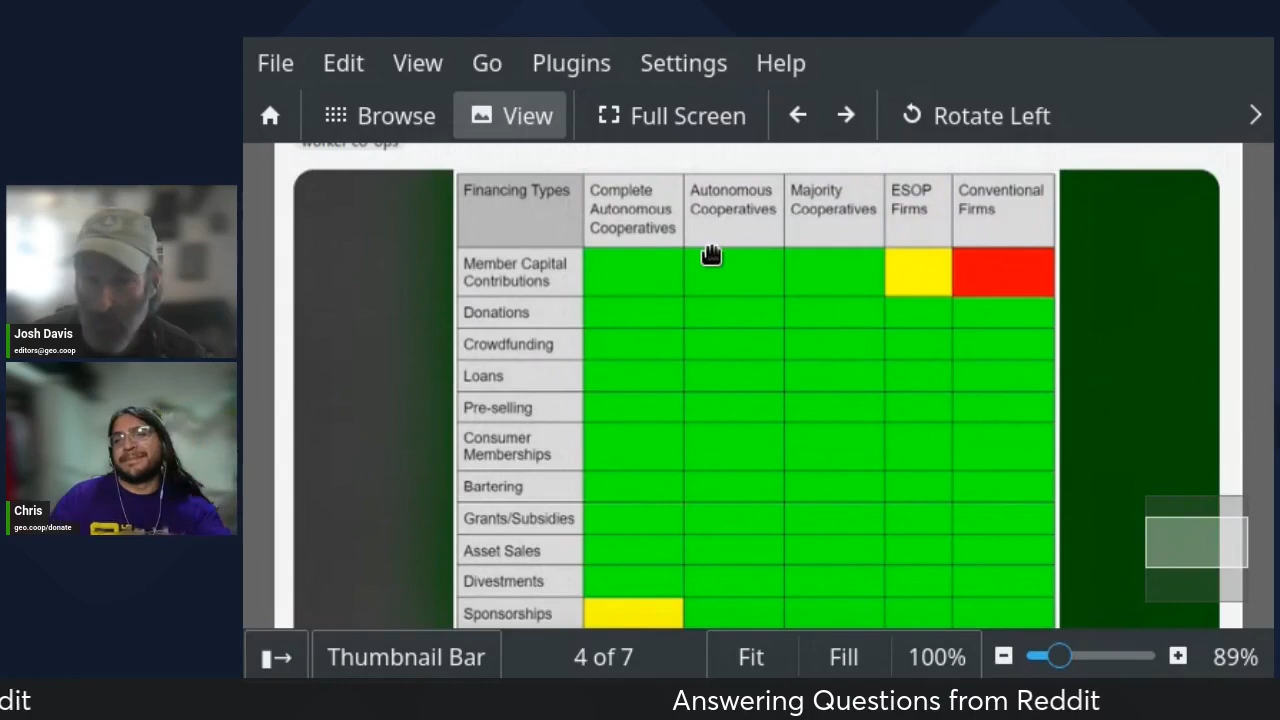 File Edit View Go Plugins Settings Help
Browse View Full Screen Rotate Left
worker co-ops
Financing Types
Complete
Autonomous
Cooperatives
Autonomous
Cooperatives
Majority
Cooperatives
ESOP
Firms
Conventional
Firms
Member Capital
Contributions
Donations
Crowdfunding
Loans
Pre-selling
Consumer
Memberships
Bartering
Grants/Subsidies
Asset Sales
Divestments
Sponsorships
Josh Davis
editors@geo.coop
Chris
geo.coop/donate
Thumbnail Bar 4 of 7 Fit Fill 100% 89%
dit Answering Questions from Reddit